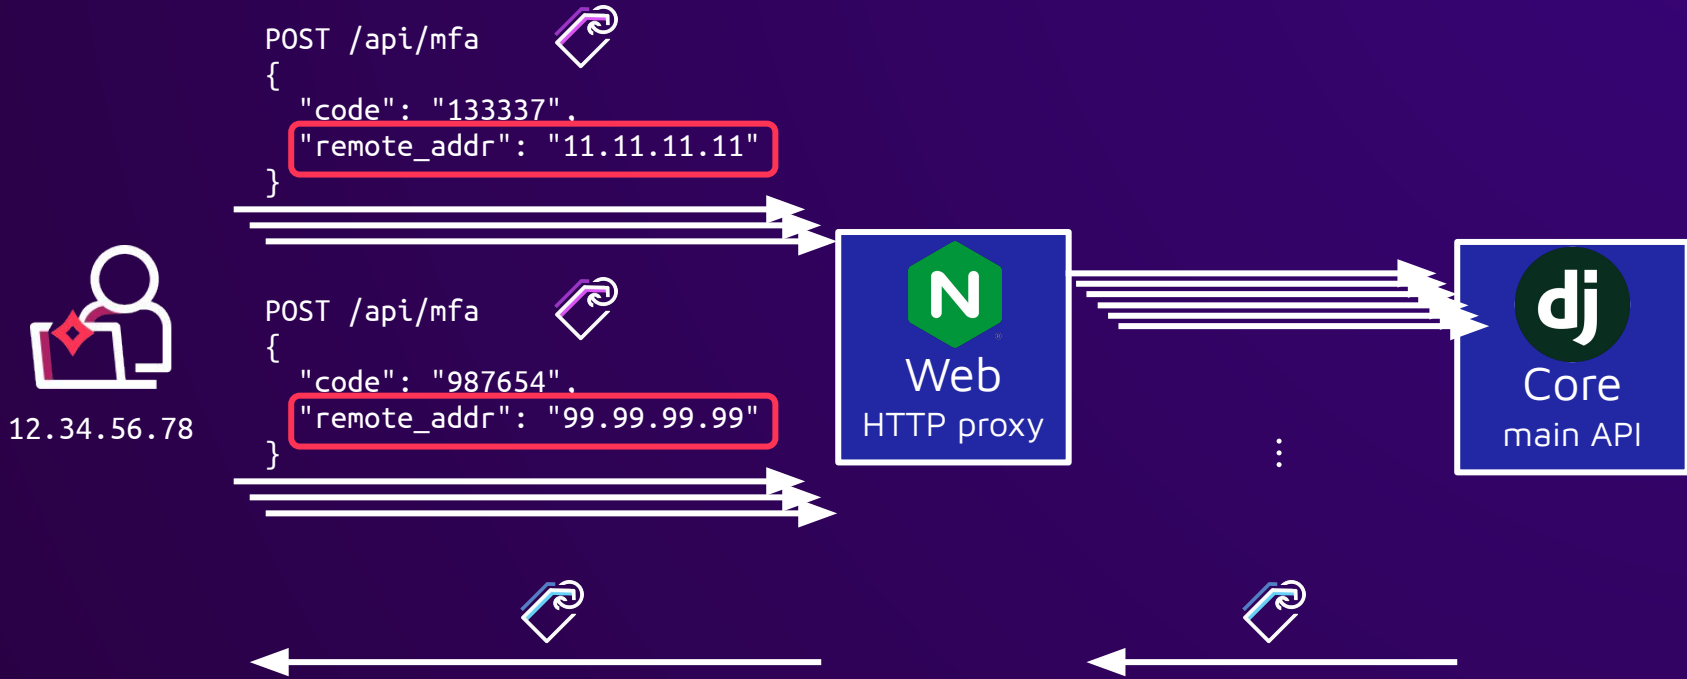 POST /api/mfa
{
"code": "133337",
"remote_addr": "11.11.11.11"
}
POST /api/mfa
{
"code": "987654",
"remote_addr": "99.99.99.99"
}
12.34.56.78
N
®
Web
HTTP proxy
⋮
dj
Core
main API